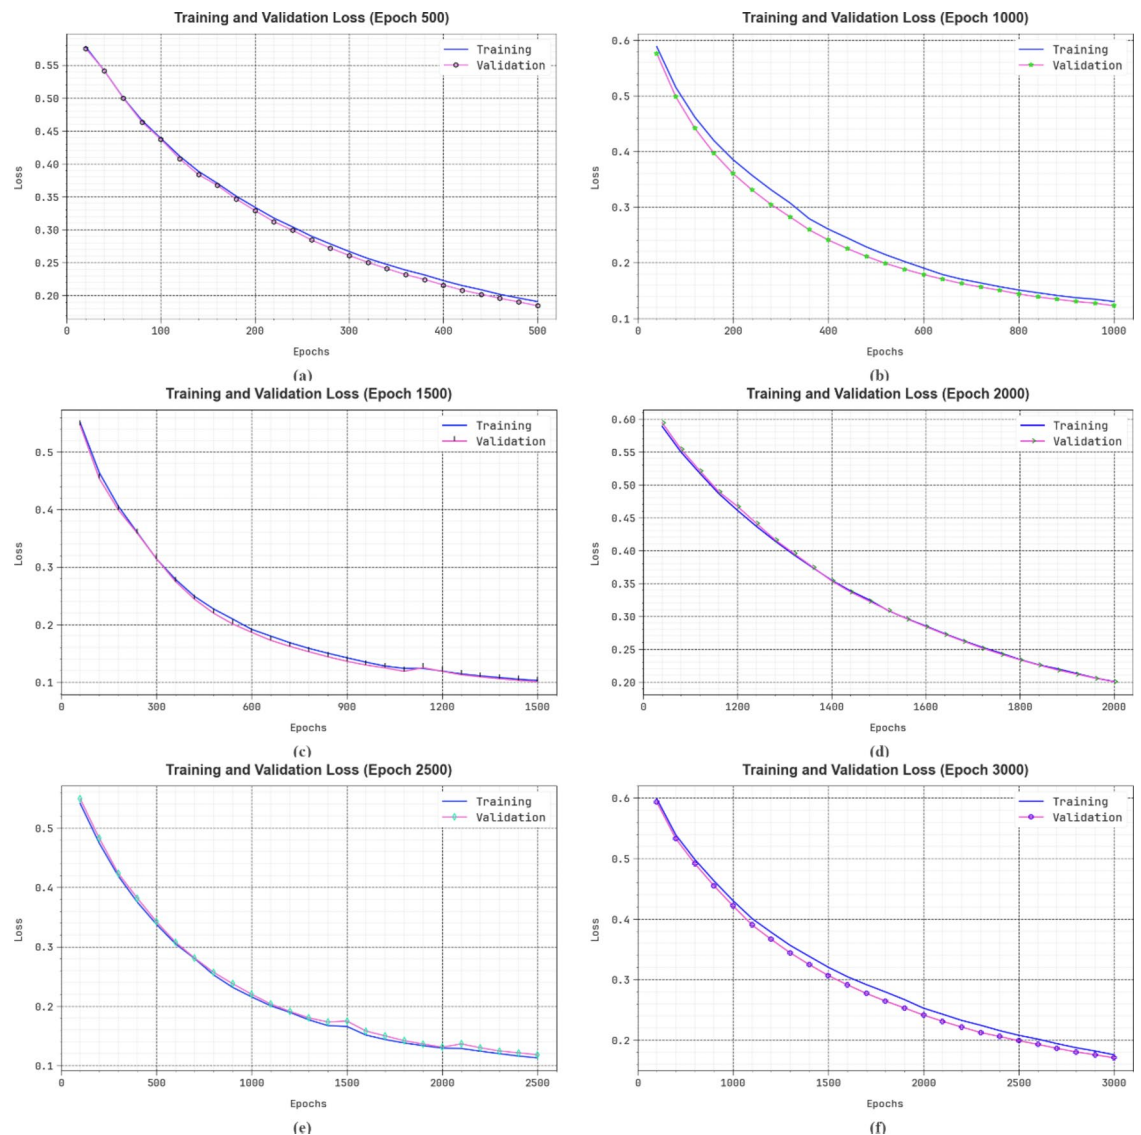 Training and Validation Loss (Epoch 500)
Training
Validation
Loss
0.55
0.50
0.45
0.40
0.35
0.30
0.25
0.20
0 100 200 300 400 500
Epochs
(a)
Training and Validation Loss (Epoch 1000)
Training
Validation
Loss
0.6
0.5
0.4
0.3
0.2
0.1
0 200 400 600 800 1000
Epochs
(b)
Training and Validation Loss (Epoch 1500)
Training
Validation
Loss
0.5
0.4
0.3
0.2
0.1
0 300 600 900 1200 1500
Epochs
(c)
Training and Validation Loss (Epoch 2000)
Training
Validation
Loss
0.60
0.55
0.50
0.45
0.40
0.35
0.30
0.25
0.20
0 1200 1400 1600 1800 2000
Epochs
(d)
Training and Validation Loss (Epoch 2500)
Training
Validation
Loss
0.5
0.4
0.3
0.2
0.1
0 500 1000 1500 2000 2500
Epochs
(e)
Training and Validation Loss (Epoch 3000)
Training
Validation
Loss
0.6
0.5
0.4
0.3
0.2
0 1000 1500 2000 2500 3000
Epochs
(f)